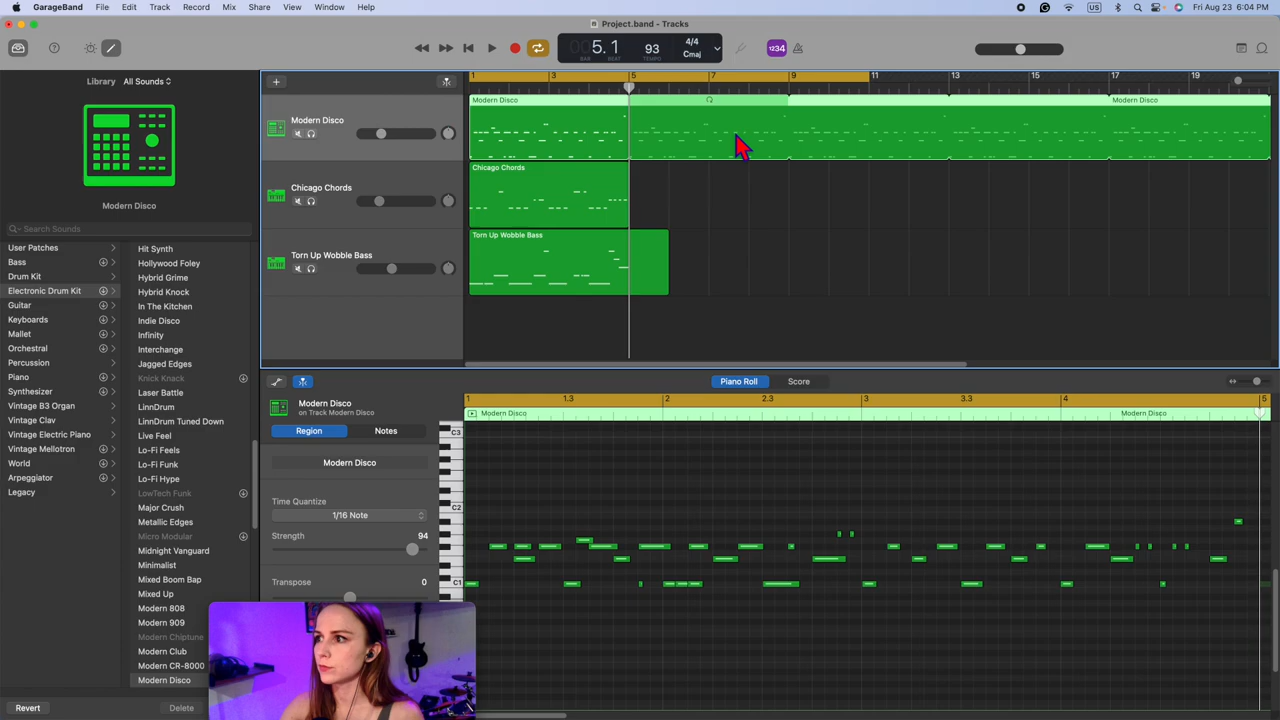 GarageBand File Edit Track Record Mix Share View Window Help
US Fri Aug 23 6:04 PM
Project.band - Tracks
005. 1
BAR BEAT
93
TEMPO
4/4
Cmaj
1234
Library All Sounds
Modern Disco
Search Sounds
User Patches
Bass
Drum Kit
Electronic Drum Kit
Guitar
Keyboards
Mallet
Orchestral
Percussion
Piano
Synthesizer
Vintage B3 Organ
Vintage Clav
Vintage Electric Piano
Vintage Mellotron
World
Arpeggiator
Legacy
Hit Synth
Hollywood Foley
Hybrid Grime
Hybrid Knock
In The Kitchen
Indie Disco
Infinity
Interchange
Jagged Edges
Knick Knack
Laser Battle
LinnDrum
LinnDrum Tuned Down
Live Feel
Lo-Fi Feels
Lo-Fi Funk
Lo-Fi Hype
LowTech Funk
Major Crush
Metallic Edges
Micro Modular
Midnight Vanguard
Minimalist
Mixed Boom Bap
Mixed Up
Modern 808
Modern 909
Modern Chiptune
Modern Club
Modern CR-8000
Modern Disco
Revert Delete
1 3 5 7 9 11 13 15 17 19
Modern Disco
Modern Disco Modern Disco
Chicago Chords
Chicago Chords
Torn Up Wobble Bass
Torn Up Wobble Bass
Piano Roll Score
Modern Disco
on Track Modern Disco
Region Notes
Modern Disco
Time Quantize
1/16 Note
Strength 94
Transpose 0
1 1.3 2 2.3 3 3.3 4 5
Modern Disco Modern Disco
C3
C2
C1